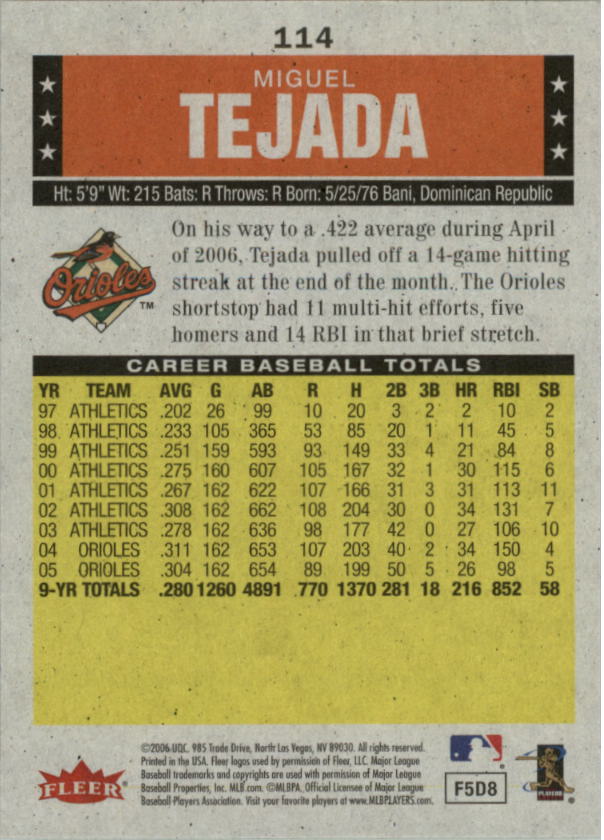 114
MIGUEL
TEJADA
Ht: 5'9" Wt: 215 Bats: R Throws: R Born: 5/25/76 Bani, Dominican Republic
Orioles
TM
On his way to a .422 average during April
of 2006, Tejada pulled off a 14-game hitting
streak at the end of the month. The Orioles
shortstop had 11 multi-hit efforts, five
homers and 14 RBI in that brief stretch.
CAREER BASEBALL TOTALS
YR TEAM AVG G AB R H 2B 3B HR RBI SB
97 ATHLETICS .202 26 99 10 20 3 2 2 10 2
98 ATHLETICS .233 105 365 53 85 20 1 11 45 5
99 ATHLETICS .251 159 593 93 149 33 4 21 84 8
00 ATHLETICS .275 160 607 105 167 32 1 30 115 6
01 ATHLETICS .267 162 622 107 166 31 3 31 113 11
02 ATHLETICS .308 162 662 108 204 30 0 34 131 7
03 ATHLETICS .278 162 636 98 177 42 0 27 106 10
04 ORIOLES .311 162 653 107 203 40 2 34 150 4
05 ORIOLES .304 162 654 89 199 50 5 26 98 5
9-YR TOTALS .280 1260 4891 770 1370 281 18 216 852 58
FLEER
©2006 UDC. 985 Trade Drive, North Las Vegas, NV 89030. All rights reserved.
Printed in the USA. Fleer logos used by permission of Fleer, LLC. Major League
Baseball trademarks and copyrights are used with permission of Major League
Baseball Properties, Inc. MLB.com. ©MLBPA, Official Licensee of Major League
Baseball Players Association. Visit your favorite players at www.MLBPLAYERS.com.
F5D8
PLAYERS